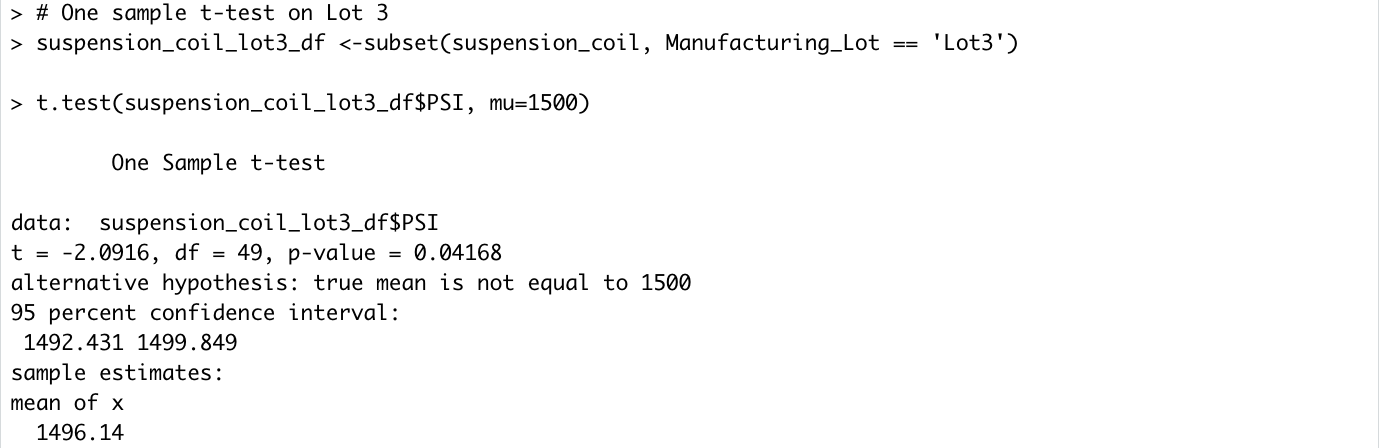 > # One sample t-test on Lot 3
> suspension_coil_lot3_df <-subset(suspension_coil, Manufacturing_Lot == 'Lot3')
> t.test(suspension_coil_lot3_df$PSI, mu=1500)
One Sample t-test
data:  suspension_coil_lot3_df$PSI
t = -2.0916, df = 49, p-value = 0.04168
alternative hypothesis: true mean is not equal to 1500
95 percent confidence interval:
1492.431 1499.849
sample estimates:
mean of x
1496.14